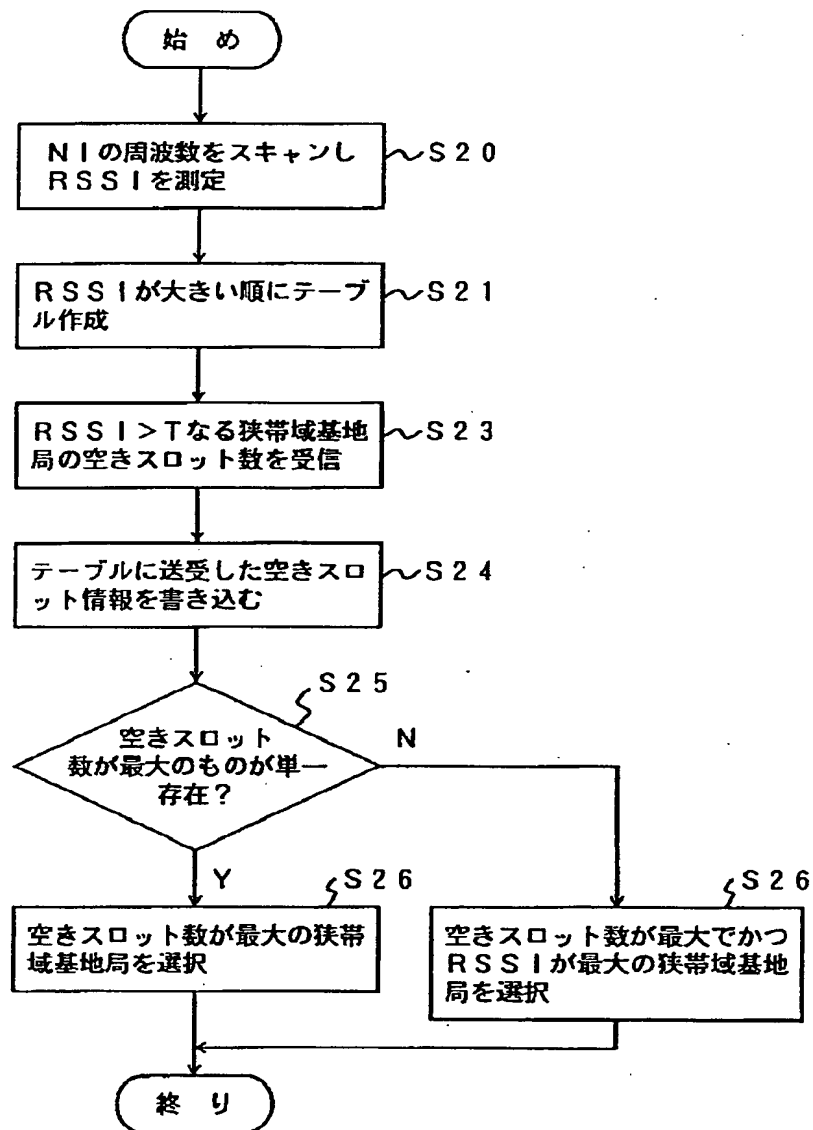 始 め
NIの周波数をスキャンし
RSSIを測定
S20
RSSIが大きい順にテーブ
ル作成
S21
RSSI>Tなる狭帯域基地
局の空きスロット数を受信
S23
テーブルに送受した空きスロ
ット情報を書き込む
S24
S25
空きスロット
数が最大のものが単一
存在?
N
Y
S26
空きスロット数が最大の狭帯
域基地局を選択
S26
空きスロット数が最大でかつ
RSSIが最大の狭帯域基地
局を選択
終 り